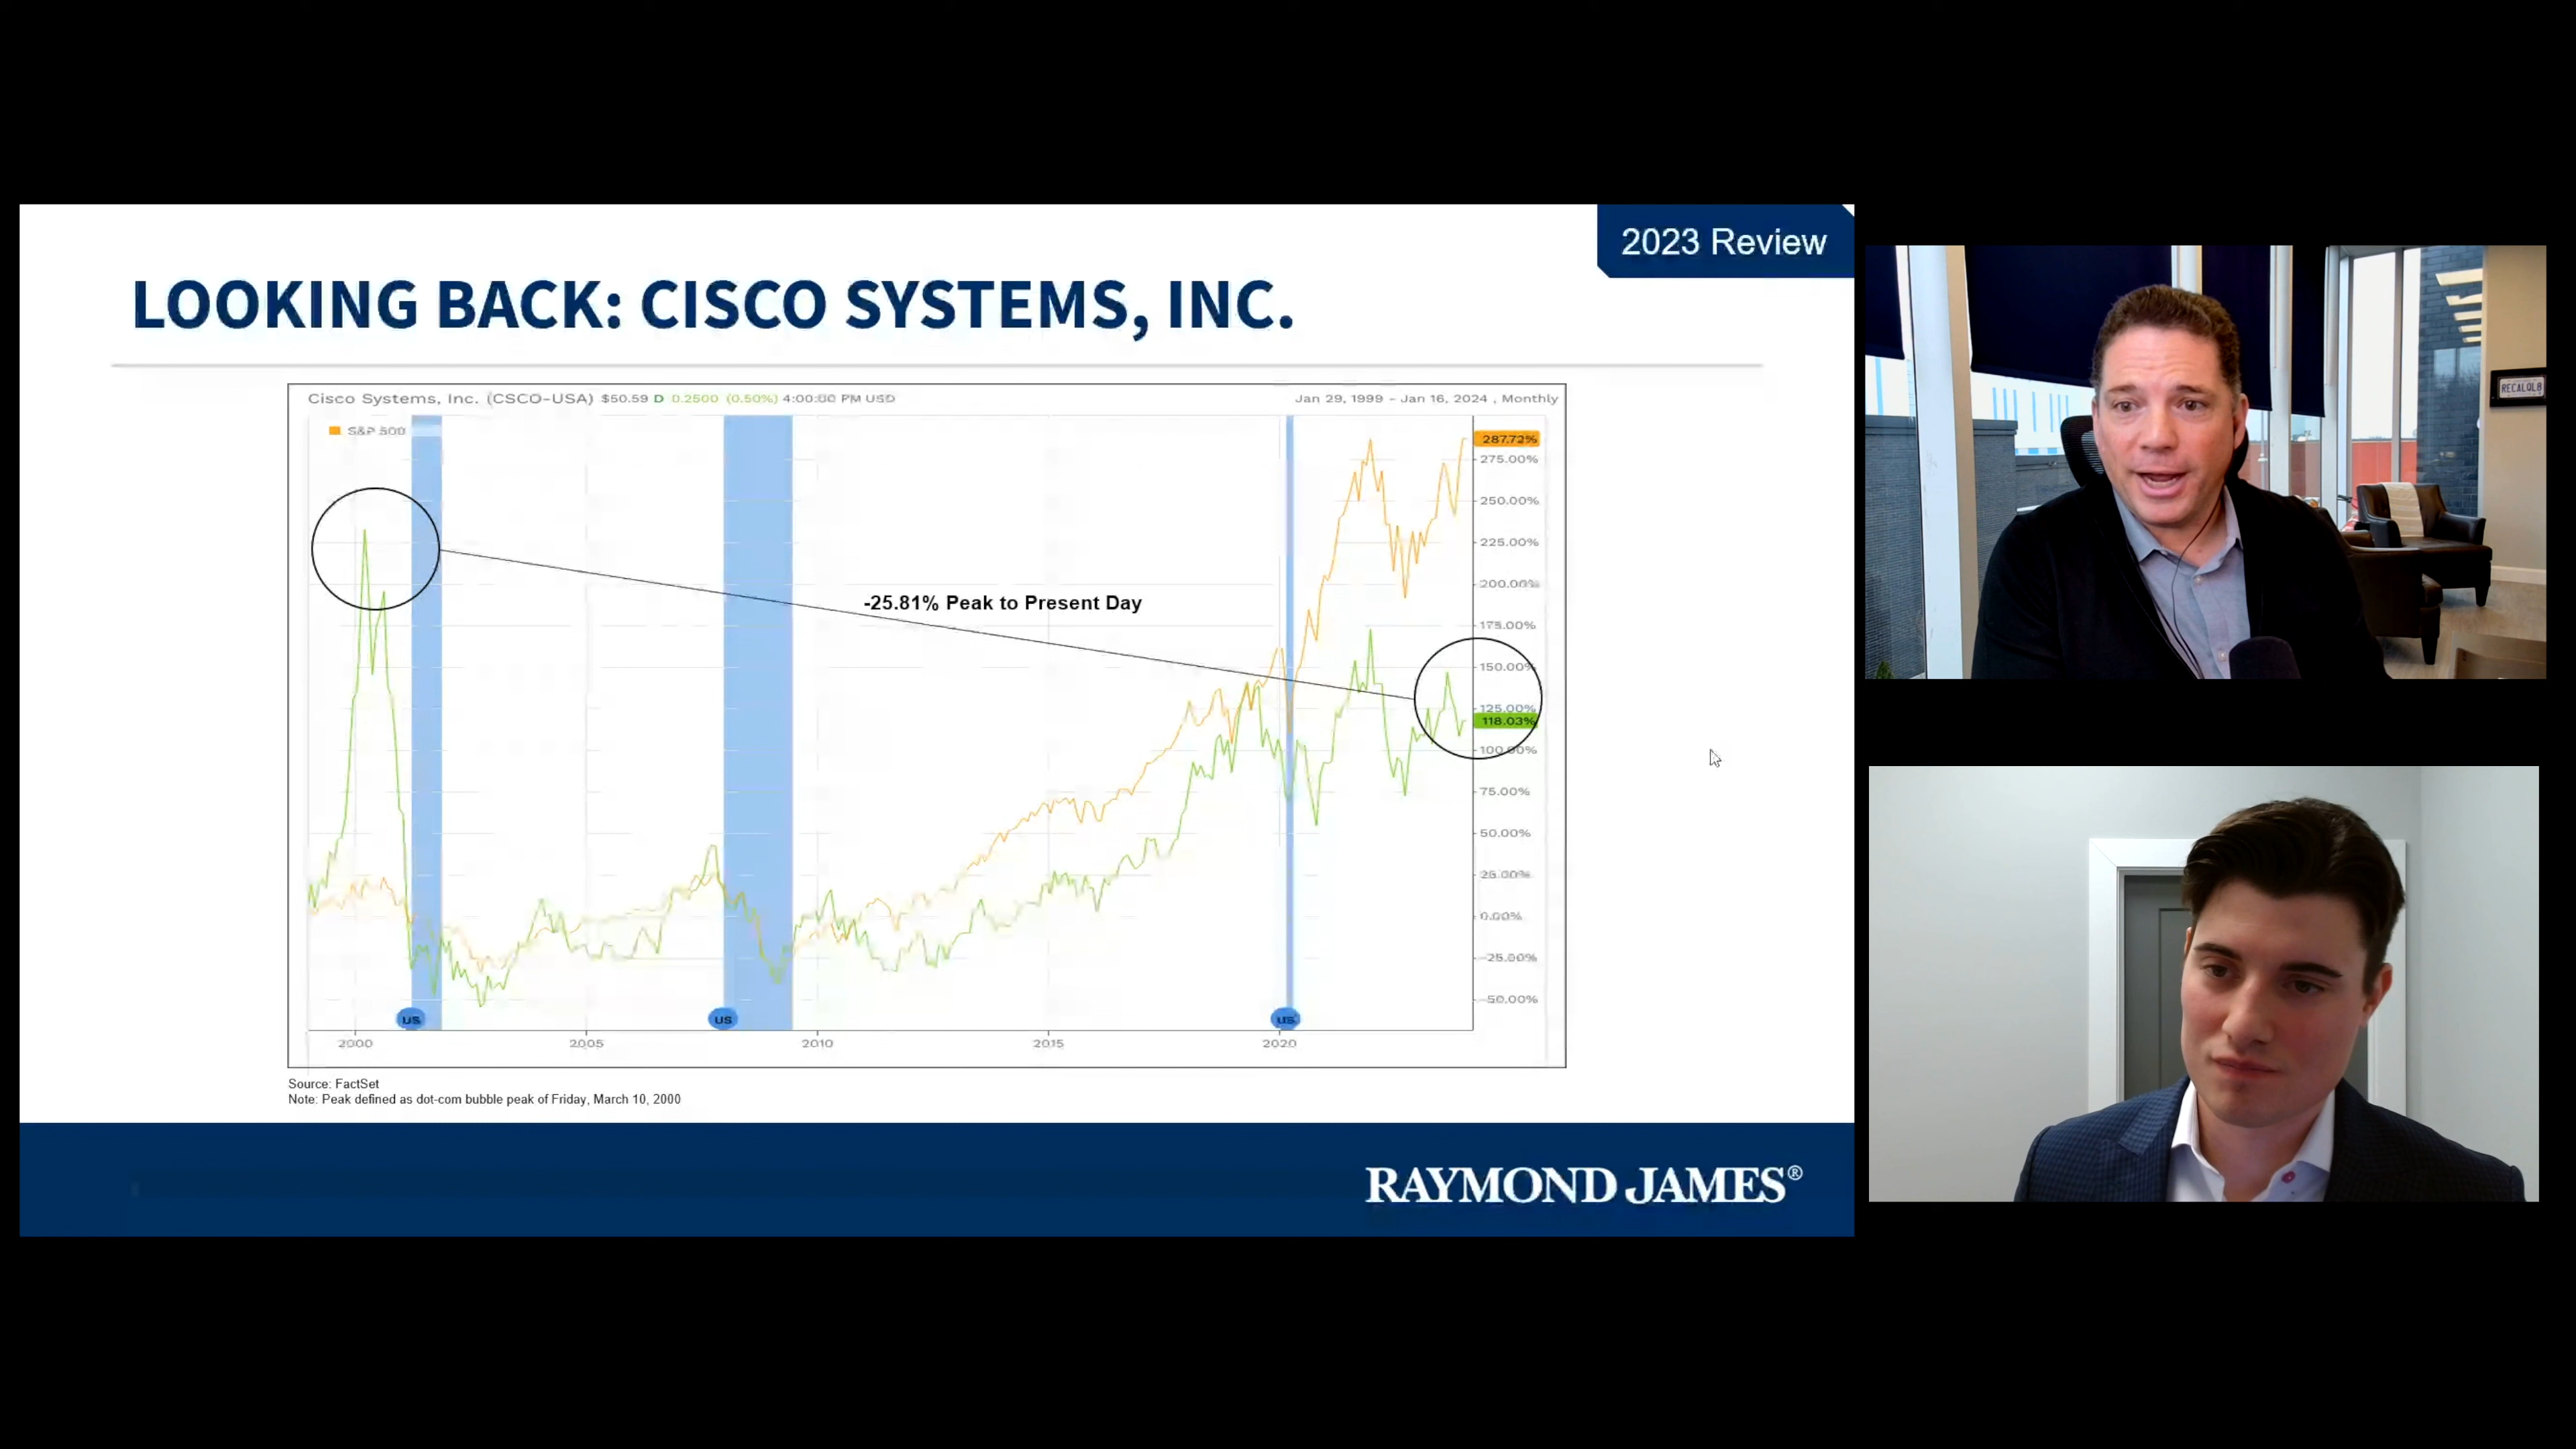 2023 Review
LOOKING BACK: CISCO SYSTEMS, INC.
Cisco Systems, Inc. (CSCO-USA) $50.59 D 0.2500 (0.50%) 4:00:00 PM USD
Jan 29, 1999 - Jan 16, 2024 , Monthly
S&P 500
287.72%
275.00%
250.00%
225.00%
200.00%
-25.81% Peak to Present Day
175.00%
150.00%
125.00%
118.03%
100.00%
75.00%
50.00%
25.00%
0.00%
-25.00%
-50.00%
US
US
US
2000
2005
2010
2015
2020
Source: FactSet
Note: Peak defined as dot-com bubble peak of Friday, March 10, 2000
RAYMOND JAMES®
RECALQLB